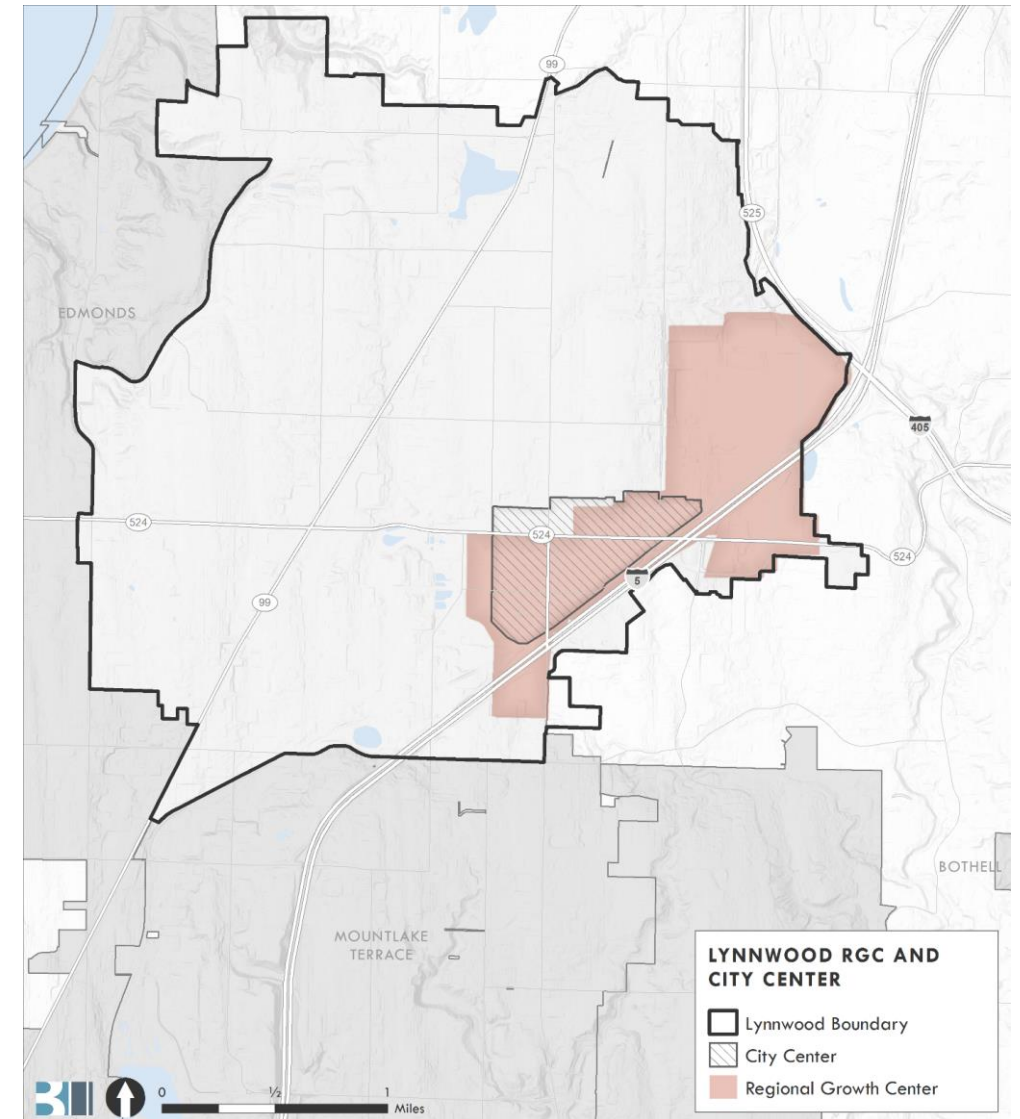 99
525
EDMONDS
405
524
524
524
5
99
BOTHELL
MOUNTLAKE
TERRACE
LYNNWOOD RGC AND
CITY CENTER
Lynnwood Boundary
City Center
Regional Growth Center
0 ½ 1
Miles